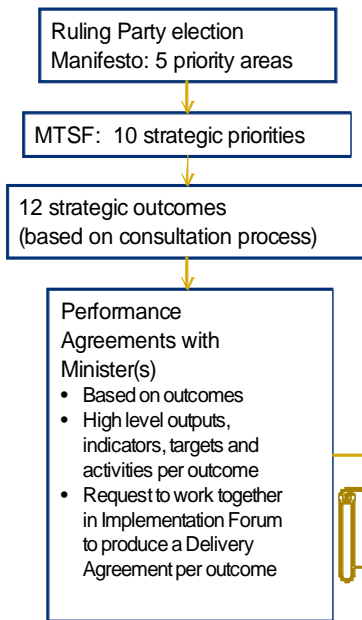 Ruling Party election
Manifesto: 5 priority areas
MTSF: 10 strategic priorities
12 strategic outcomes
(based on consultation process)
Performance
Agreements with
Minister(s)
• Based on outcomes
• High level outputs,
indicators, targets and
activities per outcome
• Request to work together
in Implementation Forum
to produce a Delivery
Agreement per outcome